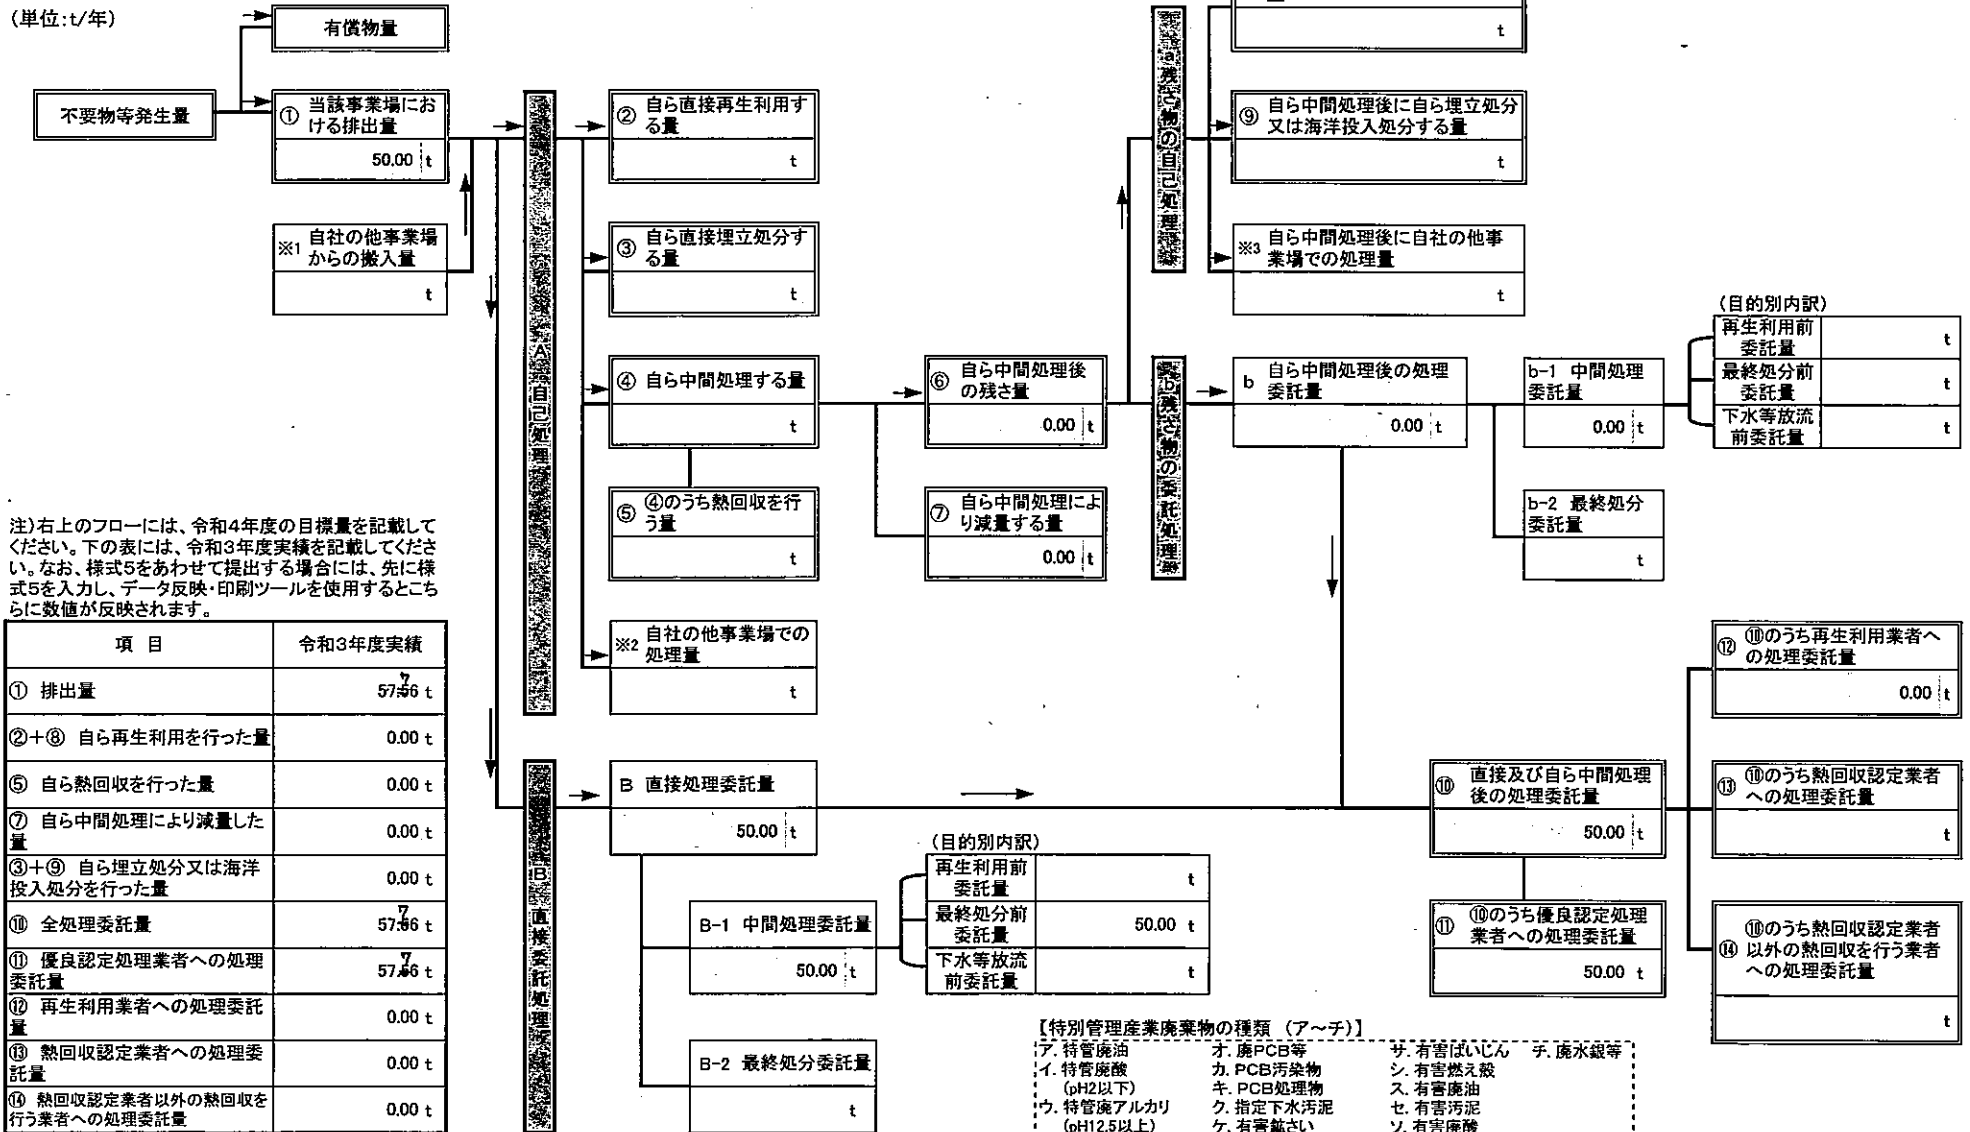 (単位:t/年)
有償物量
不要物等発生量
① 当該事業場にお
ける排出量
50.00 t
※1 自社の他事業場
からの搬入量
t
A 自己処理
② 自ら直接再生利用す
る量
t
③ 自ら直接埋立処分す
る量
t
④ 自ら中間処理する量
t
⑤ ④のうち熱回収を行
う量
t
※2 自社の他事業場での
処理量
t
⑥ 自ら中間処理後
の残さ量
0.00 t
⑦ 自ら中間処理によ
り減量する量
0.00 t
a 残さ物の自己処理
t
⑨ 自ら中間処理後に自ら埋立処分
又は海洋投入処分する量
t
※3 自ら中間処理後に自社の他事
業場での処理量
t
b 残さ物の委託処理
b 自ら中間処理後の処理
委託量
0.00 t
b-1 中間処理
委託量
0.00 t
b-2 最終処分
委託量
t
(目的別内訳)
再生利用前
委託量 t
最終処分前
委託量 t
下水等放流
前委託量 t
注)右上のフローには、令和4年度の目標量を記載して
ください。下の表には、令和3年度実績を記載してくださ
い。なお、様式5をあわせて提出する場合には、先に様
式5を入力し、データ反映・印刷ツールを使用するとこち
らに数値が反映されます。
項 目 令和3年度実績
① 排出量 t
②+⑧ 自ら再生利用を行った量 0.00 t
⑤ 自ら熱回収を行った量 0.00 t
⑦ 自ら中間処理により減量した
量 0.00 t
③+⑨ 自ら埋立処分又は海洋
投入処分を行った量 0.00 t
⑩ 全処理委託量 t
⑪ 優良認定処理業者への処理
委託量 t
⑫ 再生利用業者への処理委託
量 0.00 t
⑬ 熱回収認定業者への処理委
託量 0.00 t
⑭ 熱回収認定業者以外の熱回収を
行う業者への処理委託量 0.00 t
B 直接委託処理
B 直接処理委託量
50.00 t
B-1 中間処理委託量
50.00 t
B-2 最終処分委託量
t
(目的別内訳)
再生利用前
委託量 t
最終処分前
委託量 50.00 t
下水等放流
前委託量 t
⑩ 直接及び自ら中間処理
後の処理委託量
50.00 t
⑪ ⑩のうち優良認定処理
業者への処理委託量
50.00 t
⑫ ⑩のうち再生利用業者へ
の処理委託量
0.00 t
⑬ ⑩のうち熱回収認定業者
への処理委託量
t
⑭ ⑩のうち熱回収認定業者
以外の熱回収を行う業者
への処理委託量
t
【特別管理産業廃棄物の種類 (ア~チ)】
ア. 特管廃油 オ. 廃PCB等 サ. 有害ばいじん チ. 廃水銀等
イ. 特管廃酸 カ. PCB汚染物 シ. 有害燃え殻
(pH2以下) キ. PCB処理物 ス. 有害廃油
ウ. 特管廃アルカリ ク. 指定下水汚泥 セ. 有害汚泥
(pH12.5以上) ケ. 有害鉱さい ソ. 有害廃酸